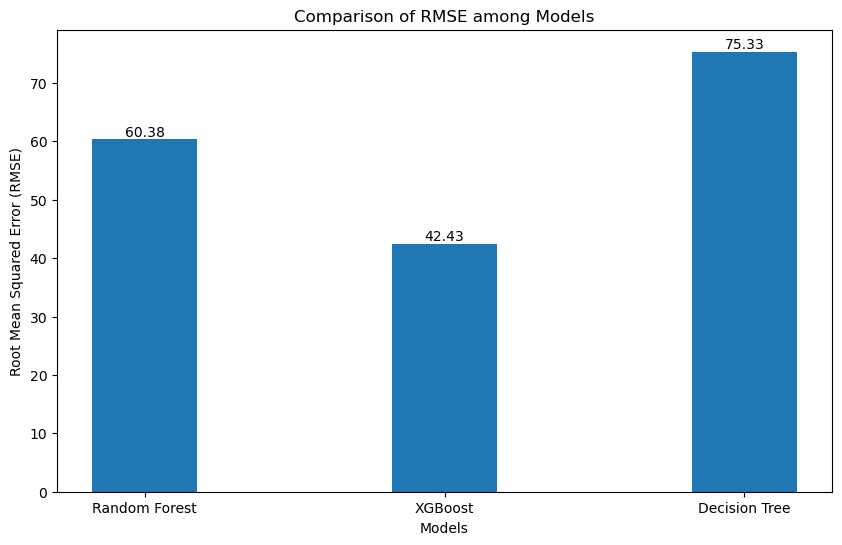 Comparison of RMSE among Models
Root Mean Squared Error (RMSE)
70
60
50
40
30
20
10
0
60.38
42.43
75.33
Random Forest
XGBoost
Decision Tree
Models